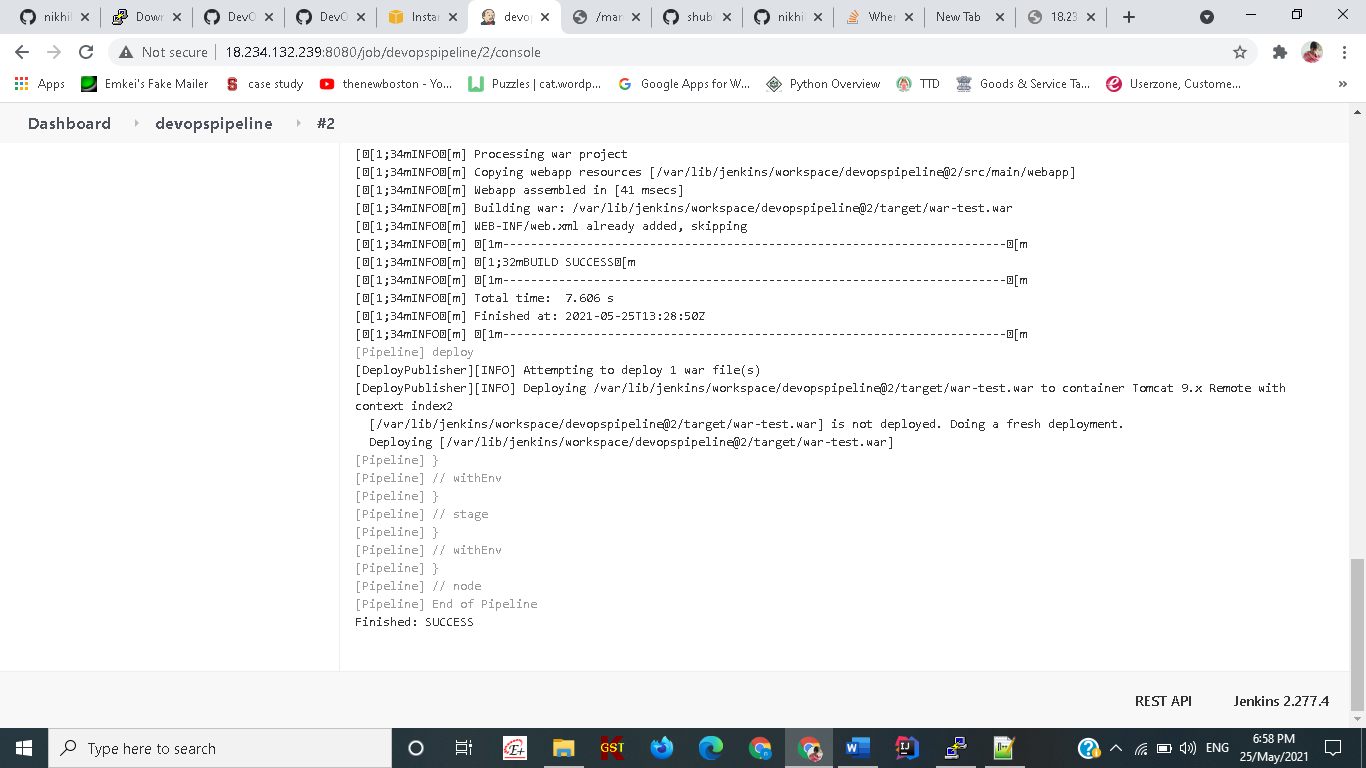 nikhil
Down
DevO
DevO
Instan
devop
/man
shubh
nikhil
When
New Tab
18.23
Not secure | 18.234.132.239:8080/job/devopspipeline/2/console
Apps
Emkei's Fake Mailer
case study
thenewboston - Yo...
Puzzles | cat.wordp...
Google Apps for W...
Python Overview
TTD
Goods & Service Ta...
Userzone, Custome...
»
Dashboard
devopspipeline
#2
[[1;34mINFO[m] Processing war project
[[1;34mINFO[m] Copying webapp resources [/var/lib/jenkins/workspace/devopspipeline@2/src/main/webapp]
[[1;34mINFO[m] Webapp assembled in [41 msecs]
[[1;34mINFO[m] Building war: /var/lib/jenkins/workspace/devopspipeline@2/target/war-test.war
[[1;34mINFO[m] WEB-INF/web.xml already added, skipping
[[1;34mINFO[m] [1m------------------------------------------------------------------------[m
[[1;34mINFO[m] [1;32mBUILD SUCCESS[m
[[1;34mINFO[m] [1m------------------------------------------------------------------------[m
[[1;34mINFO[m] Total time:  7.606 s
[[1;34mINFO[m] Finished at: 2021-05-25T13:28:50Z
[[1;34mINFO[m] [1m------------------------------------------------------------------------[m
[Pipeline] deploy
[DeployPublisher][INFO] Attempting to deploy 1 war file(s)
[DeployPublisher][INFO] Deploying /var/lib/jenkins/workspace/devopspipeline@2/target/war-test.war to container Tomcat 9.x Remote with
context index2
[/var/lib/jenkins/workspace/devopspipeline@2/target/war-test.war] is not deployed. Doing a fresh deployment.
Deploying [/var/lib/jenkins/workspace/devopspipeline@2/target/war-test.war]
[Pipeline] }
[Pipeline] // withEnv
[Pipeline] }
[Pipeline] // stage
[Pipeline] }
[Pipeline] // withEnv
[Pipeline] }
[Pipeline] // node
[Pipeline] End of Pipeline
Finished: SUCCESS
REST API
Jenkins 2.277.4
Type here to search
E+
GST
ENG
6:58 PM
25/May/2021